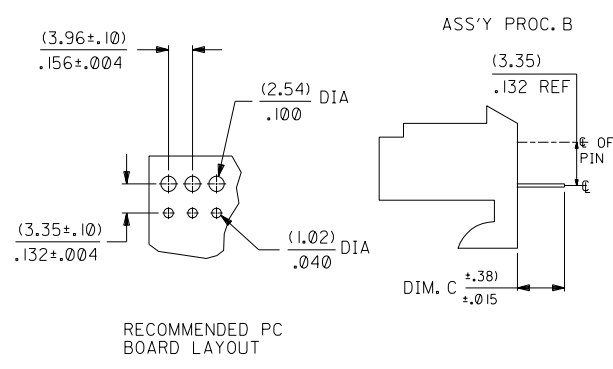 ASS'Y PROC. B
(3.96±.10)
.156±.004
(3.35)
.132 REF
(2.54) DIA
.100
℄ OF
PIN
℄
(3.35±.10)
.132±.004
(1.02) DIA
.040
DIM. C ±.38)
±.015
RECOMMENDED PC
BOARD LAYOUT